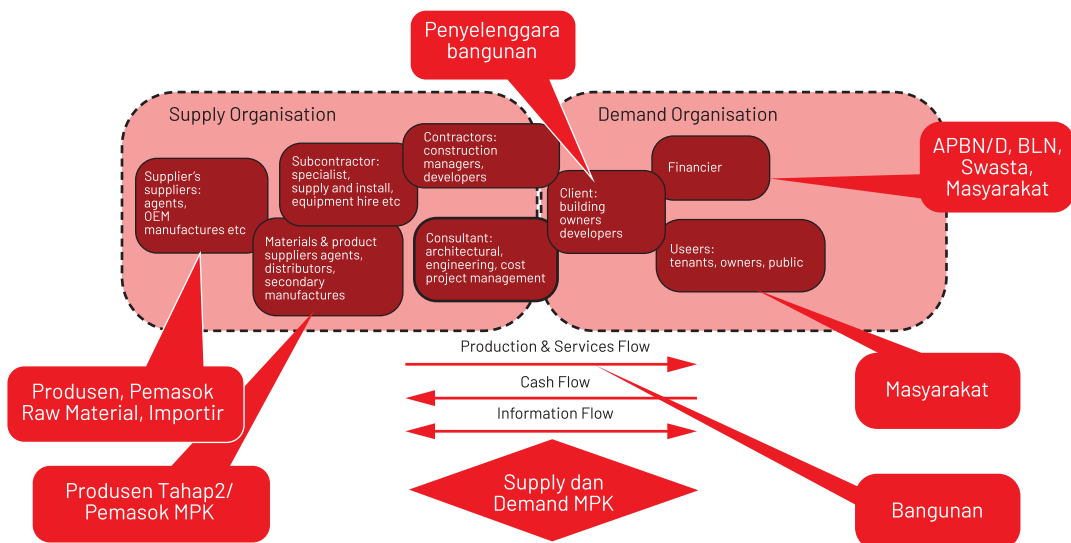 Penyelenggara
bangunan
Supply Organisation
Demand Organisation
Contractors:
construction
managers,
developers
Subcontractor:
specialist,
supply and install,
equipment hire etc
Supplier's
suppliers:
agents,
OEM
manufactures etc
Materials & product
suppliers agents,
distributors,
secondary
manufactures
Consultant:
architectural,
engineering, cost
project management
Client:
building
owners
developers
Financier
Useers:
tenants, owners, public
APBN/D, BLN,
Swasta,
Masyarakat
Production & Services Flow
Cash Flow
Information Flow
Produsen, Pemasok
Raw Material, Importir
Masyarakat
Produsen Tahap2/
Pemasok MPK
Supply dan
Demand MPK
Bangunan